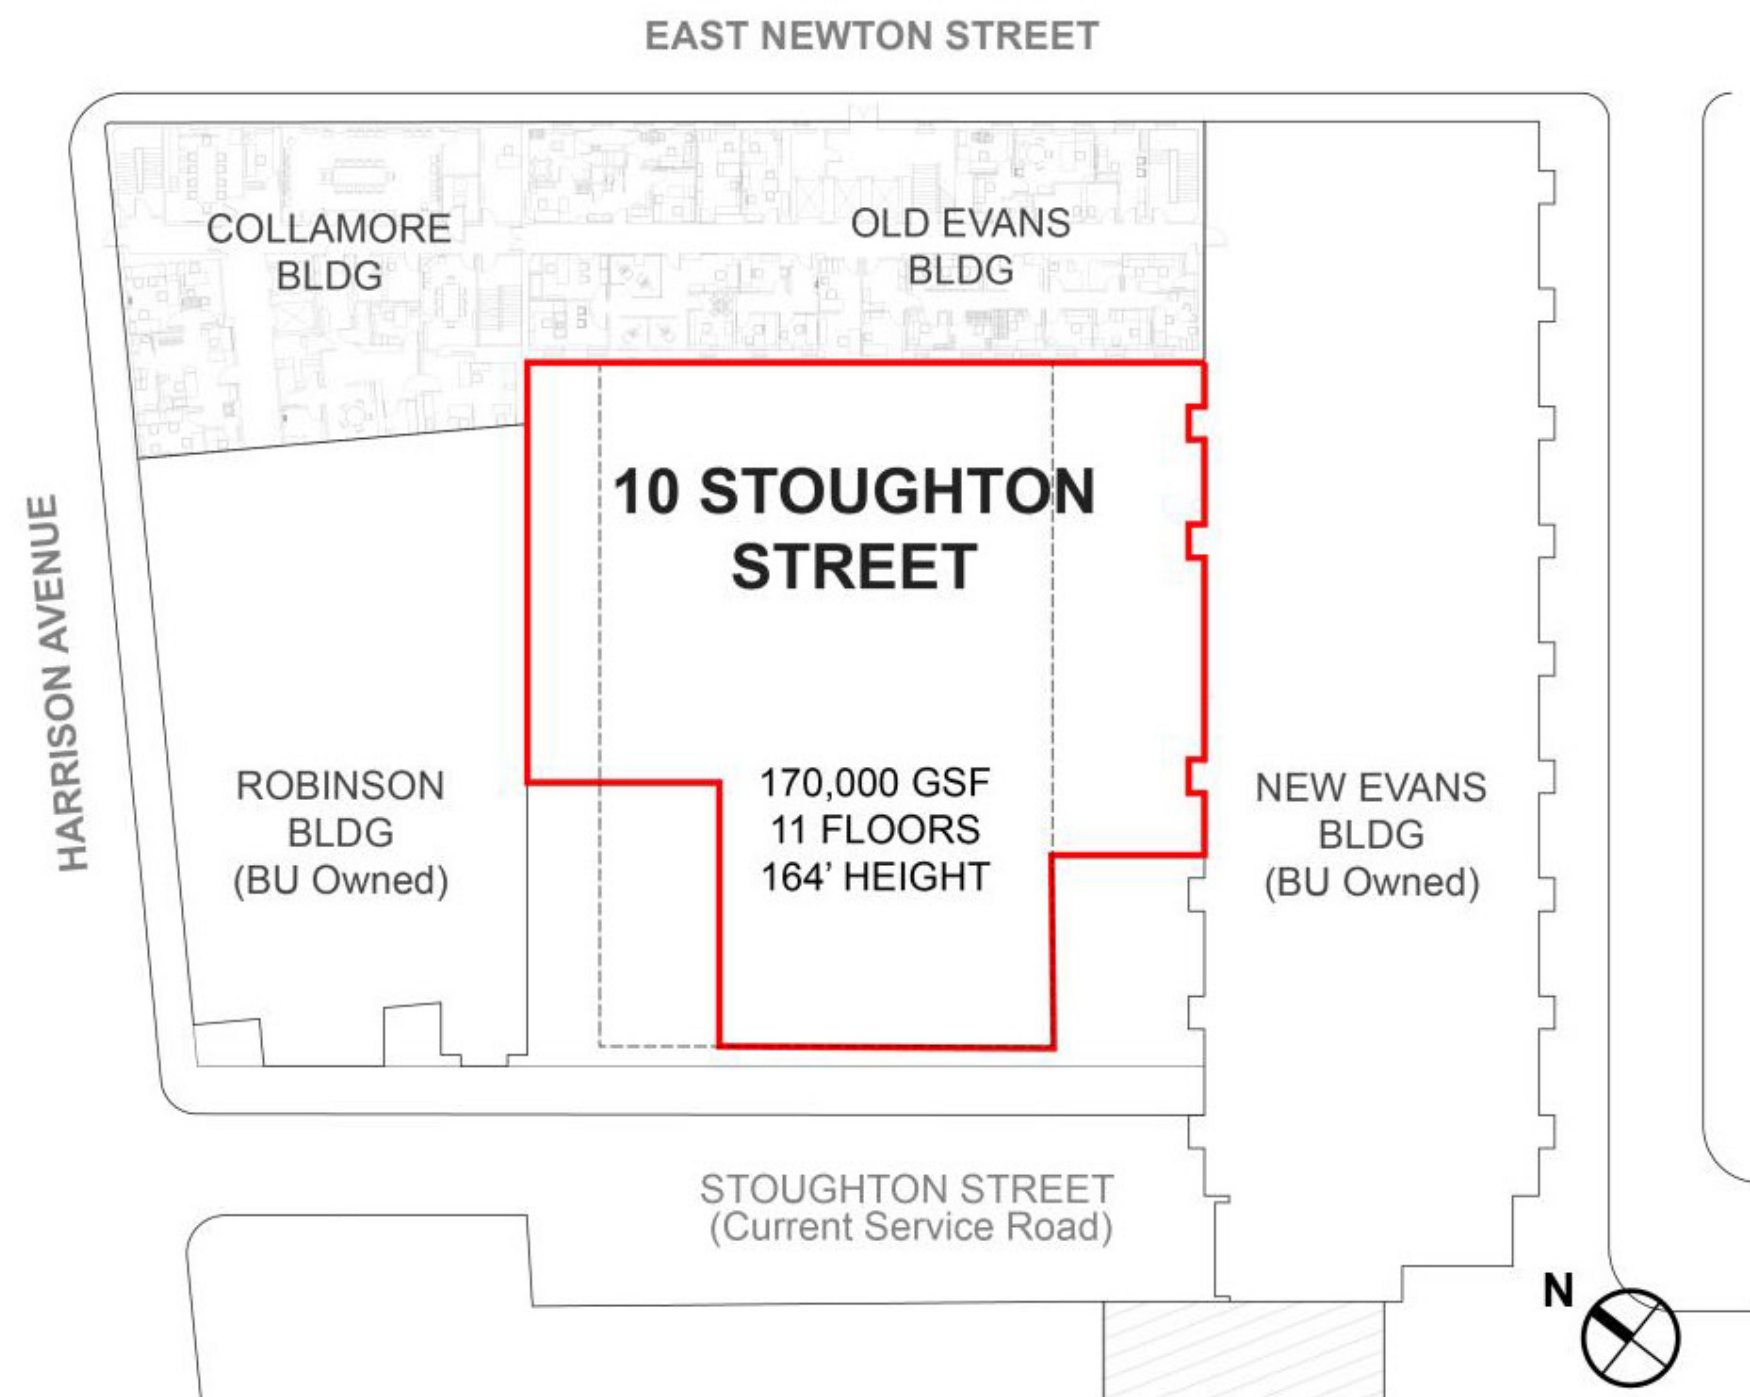 EAST NEWTON STREET
COLLAMORE
BLDG
OLD EVANS
BLDG
10 STOUGHTON
STREET
HARRISON AVENUE
ROBINSON
BLDG
(BU Owned)
170,000 GSF
11 FLOORS
164' HEIGHT
NEW EVANS
BLDG
(BU Owned)
STOUGHTON STREET
(Current Service Road)
N